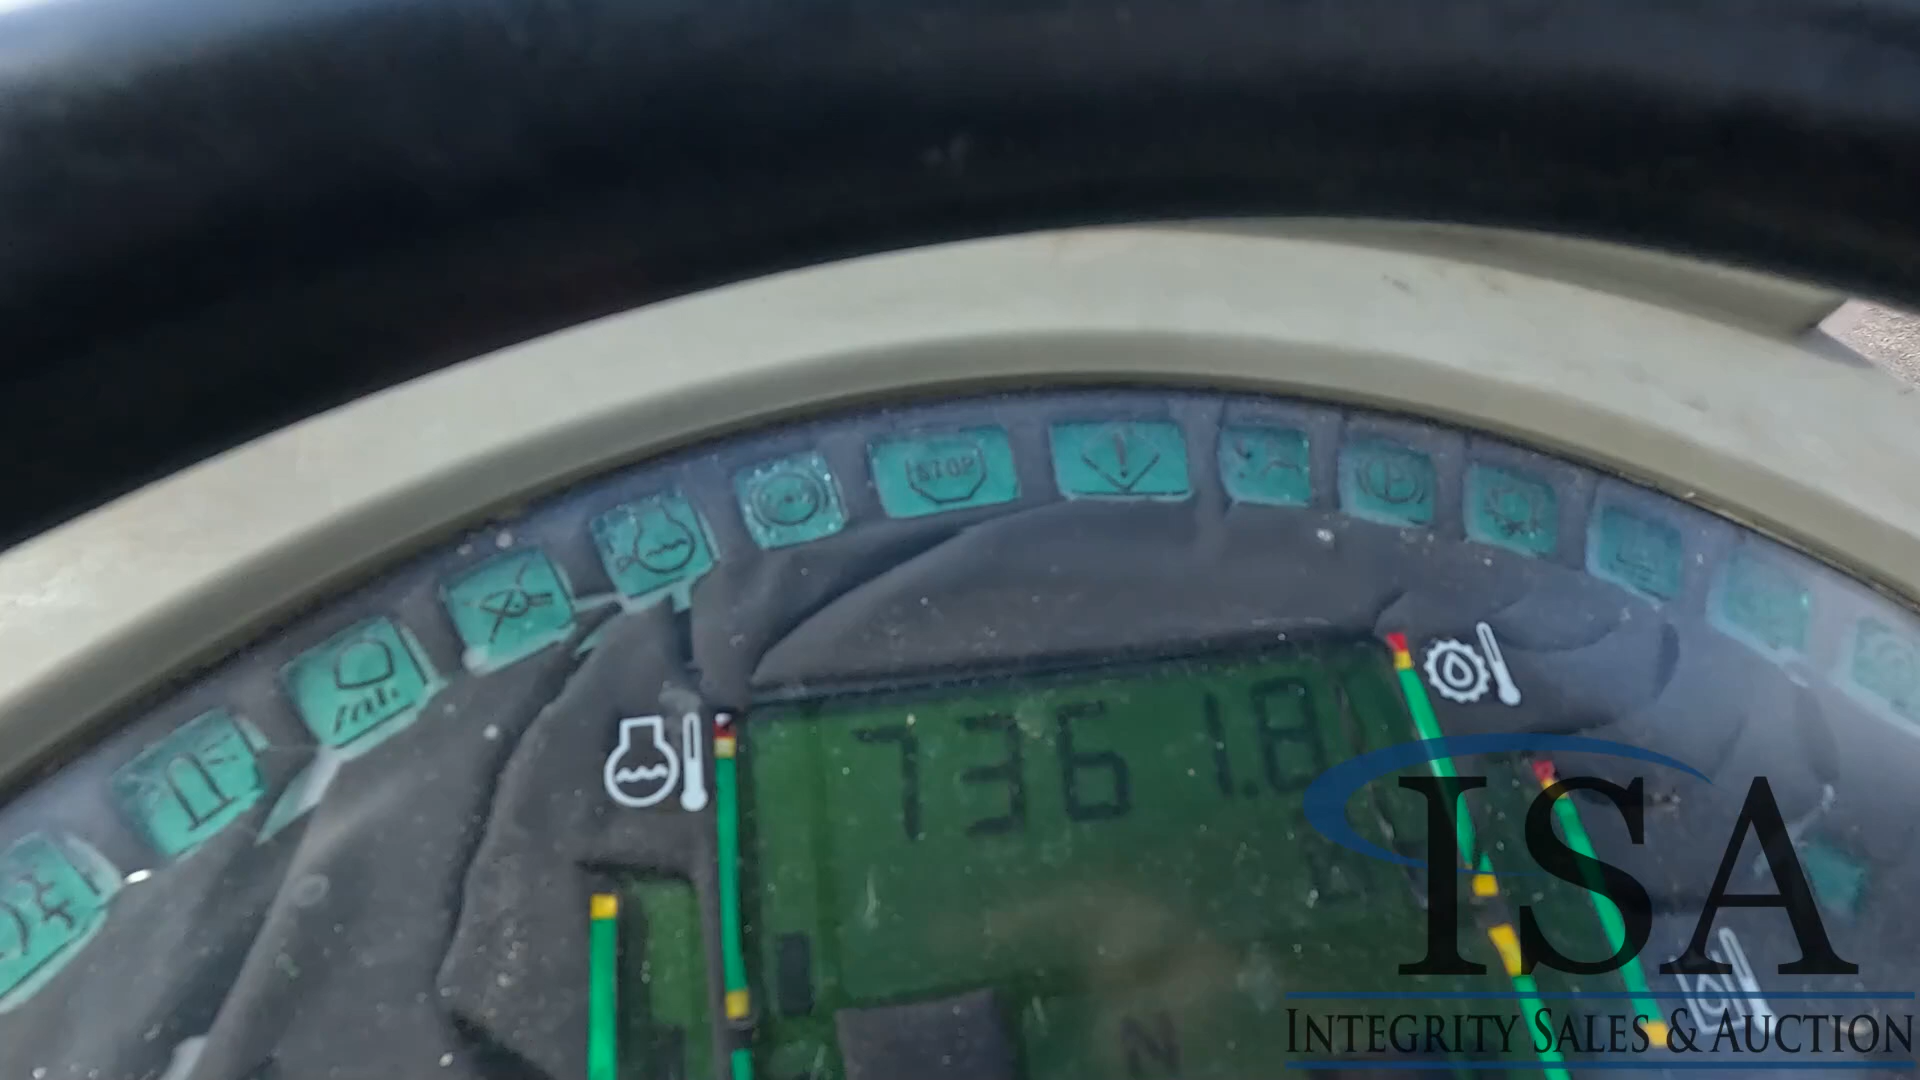 STOP
7361.8
N
ISA
INTEGRITY SALES & AUCTION